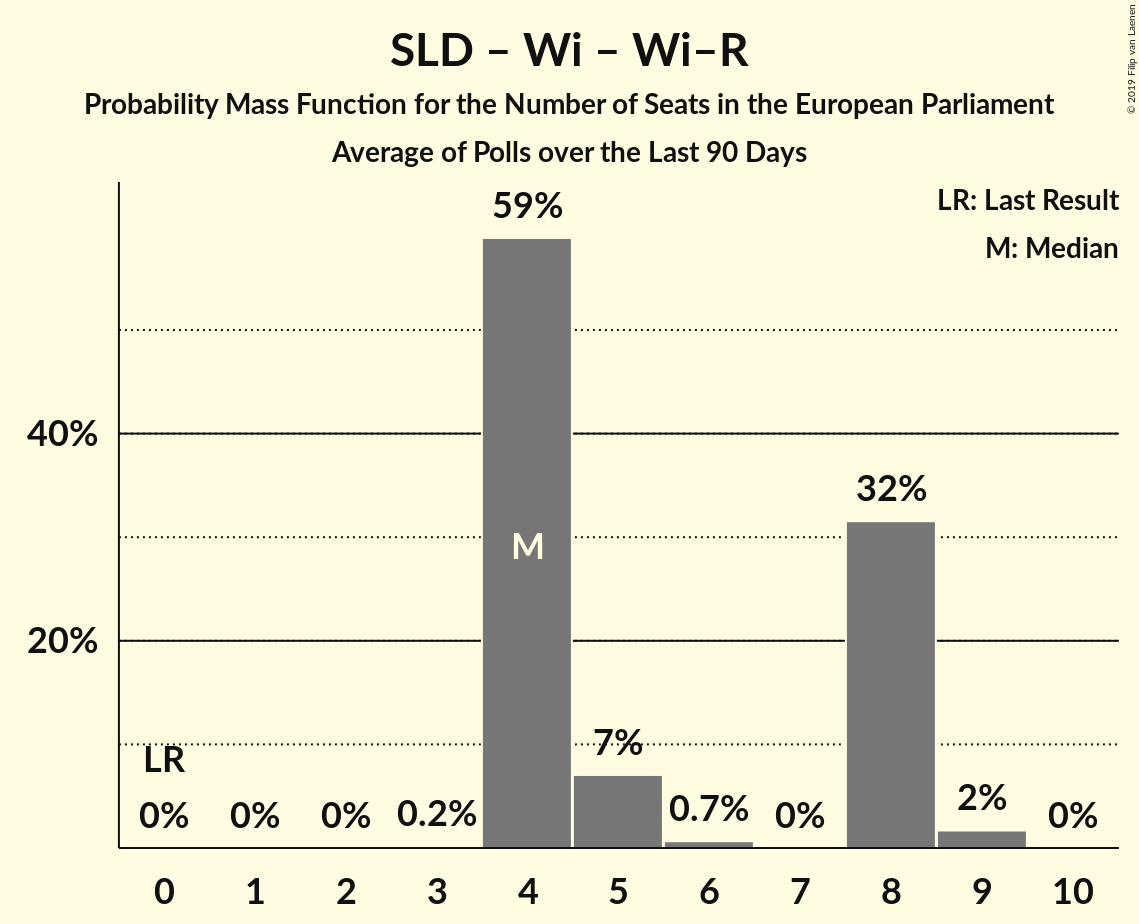 SLD – Wi – Wi–R
Probability Mass Function for the Number of Seats in the European Parliament
Average of Polls over the Last 90 Days
© 2019 Filip van Laenen
LR: Last Result
M: Median
59%
40%
32%
M
20%
7%
LR
0% 0% 0% 0.2% 0.7% 0% 2% 0%
0 1 2 3 4 5 6 7 8 9 10